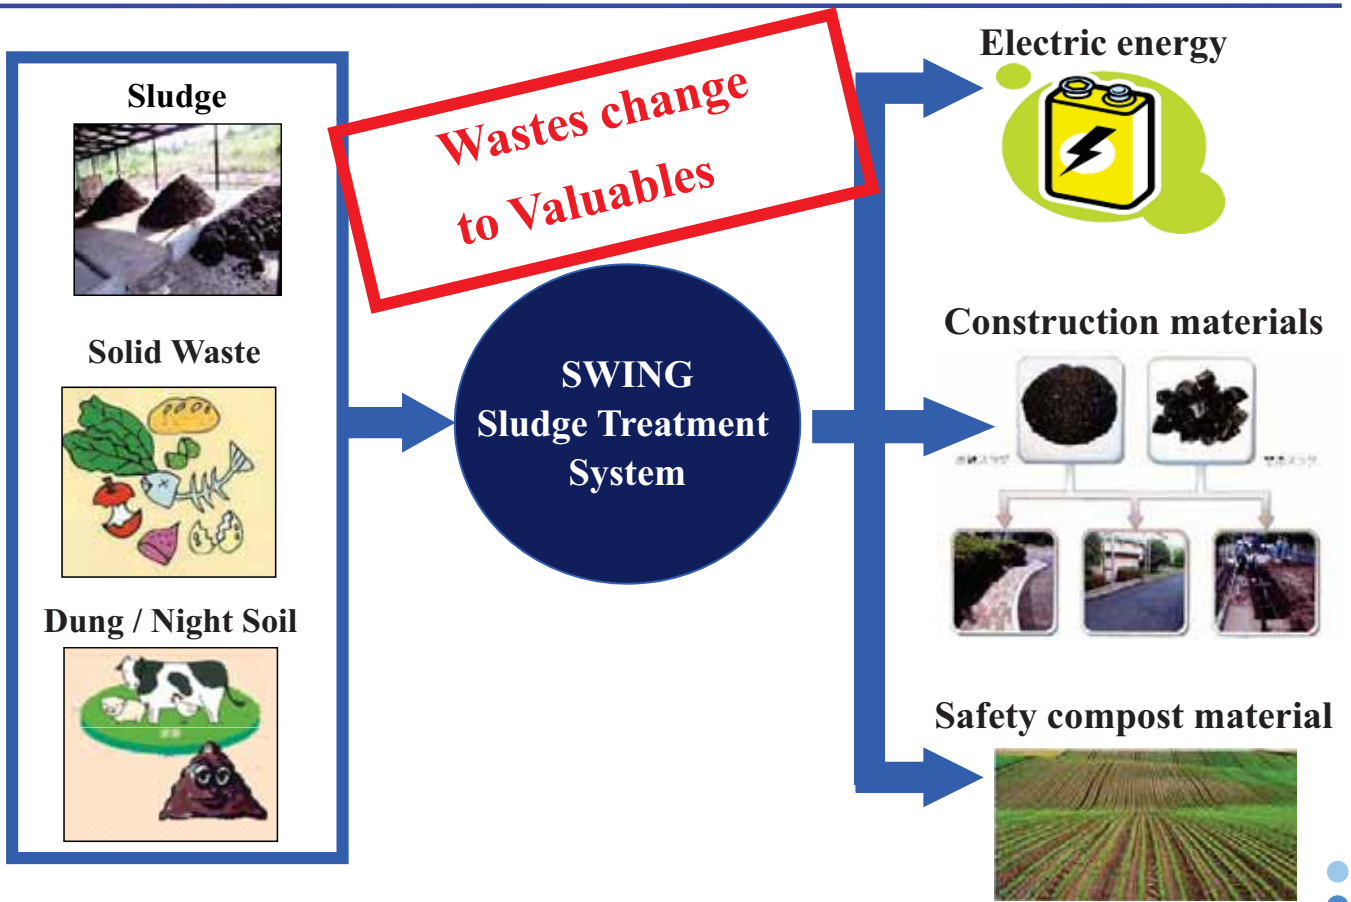 Sludge
Solid Waste
Dung / Night Soil
Wastes change
to Valuables
SWING
Sludge Treatment
System
Electric energy
Construction materials
Safety compost material